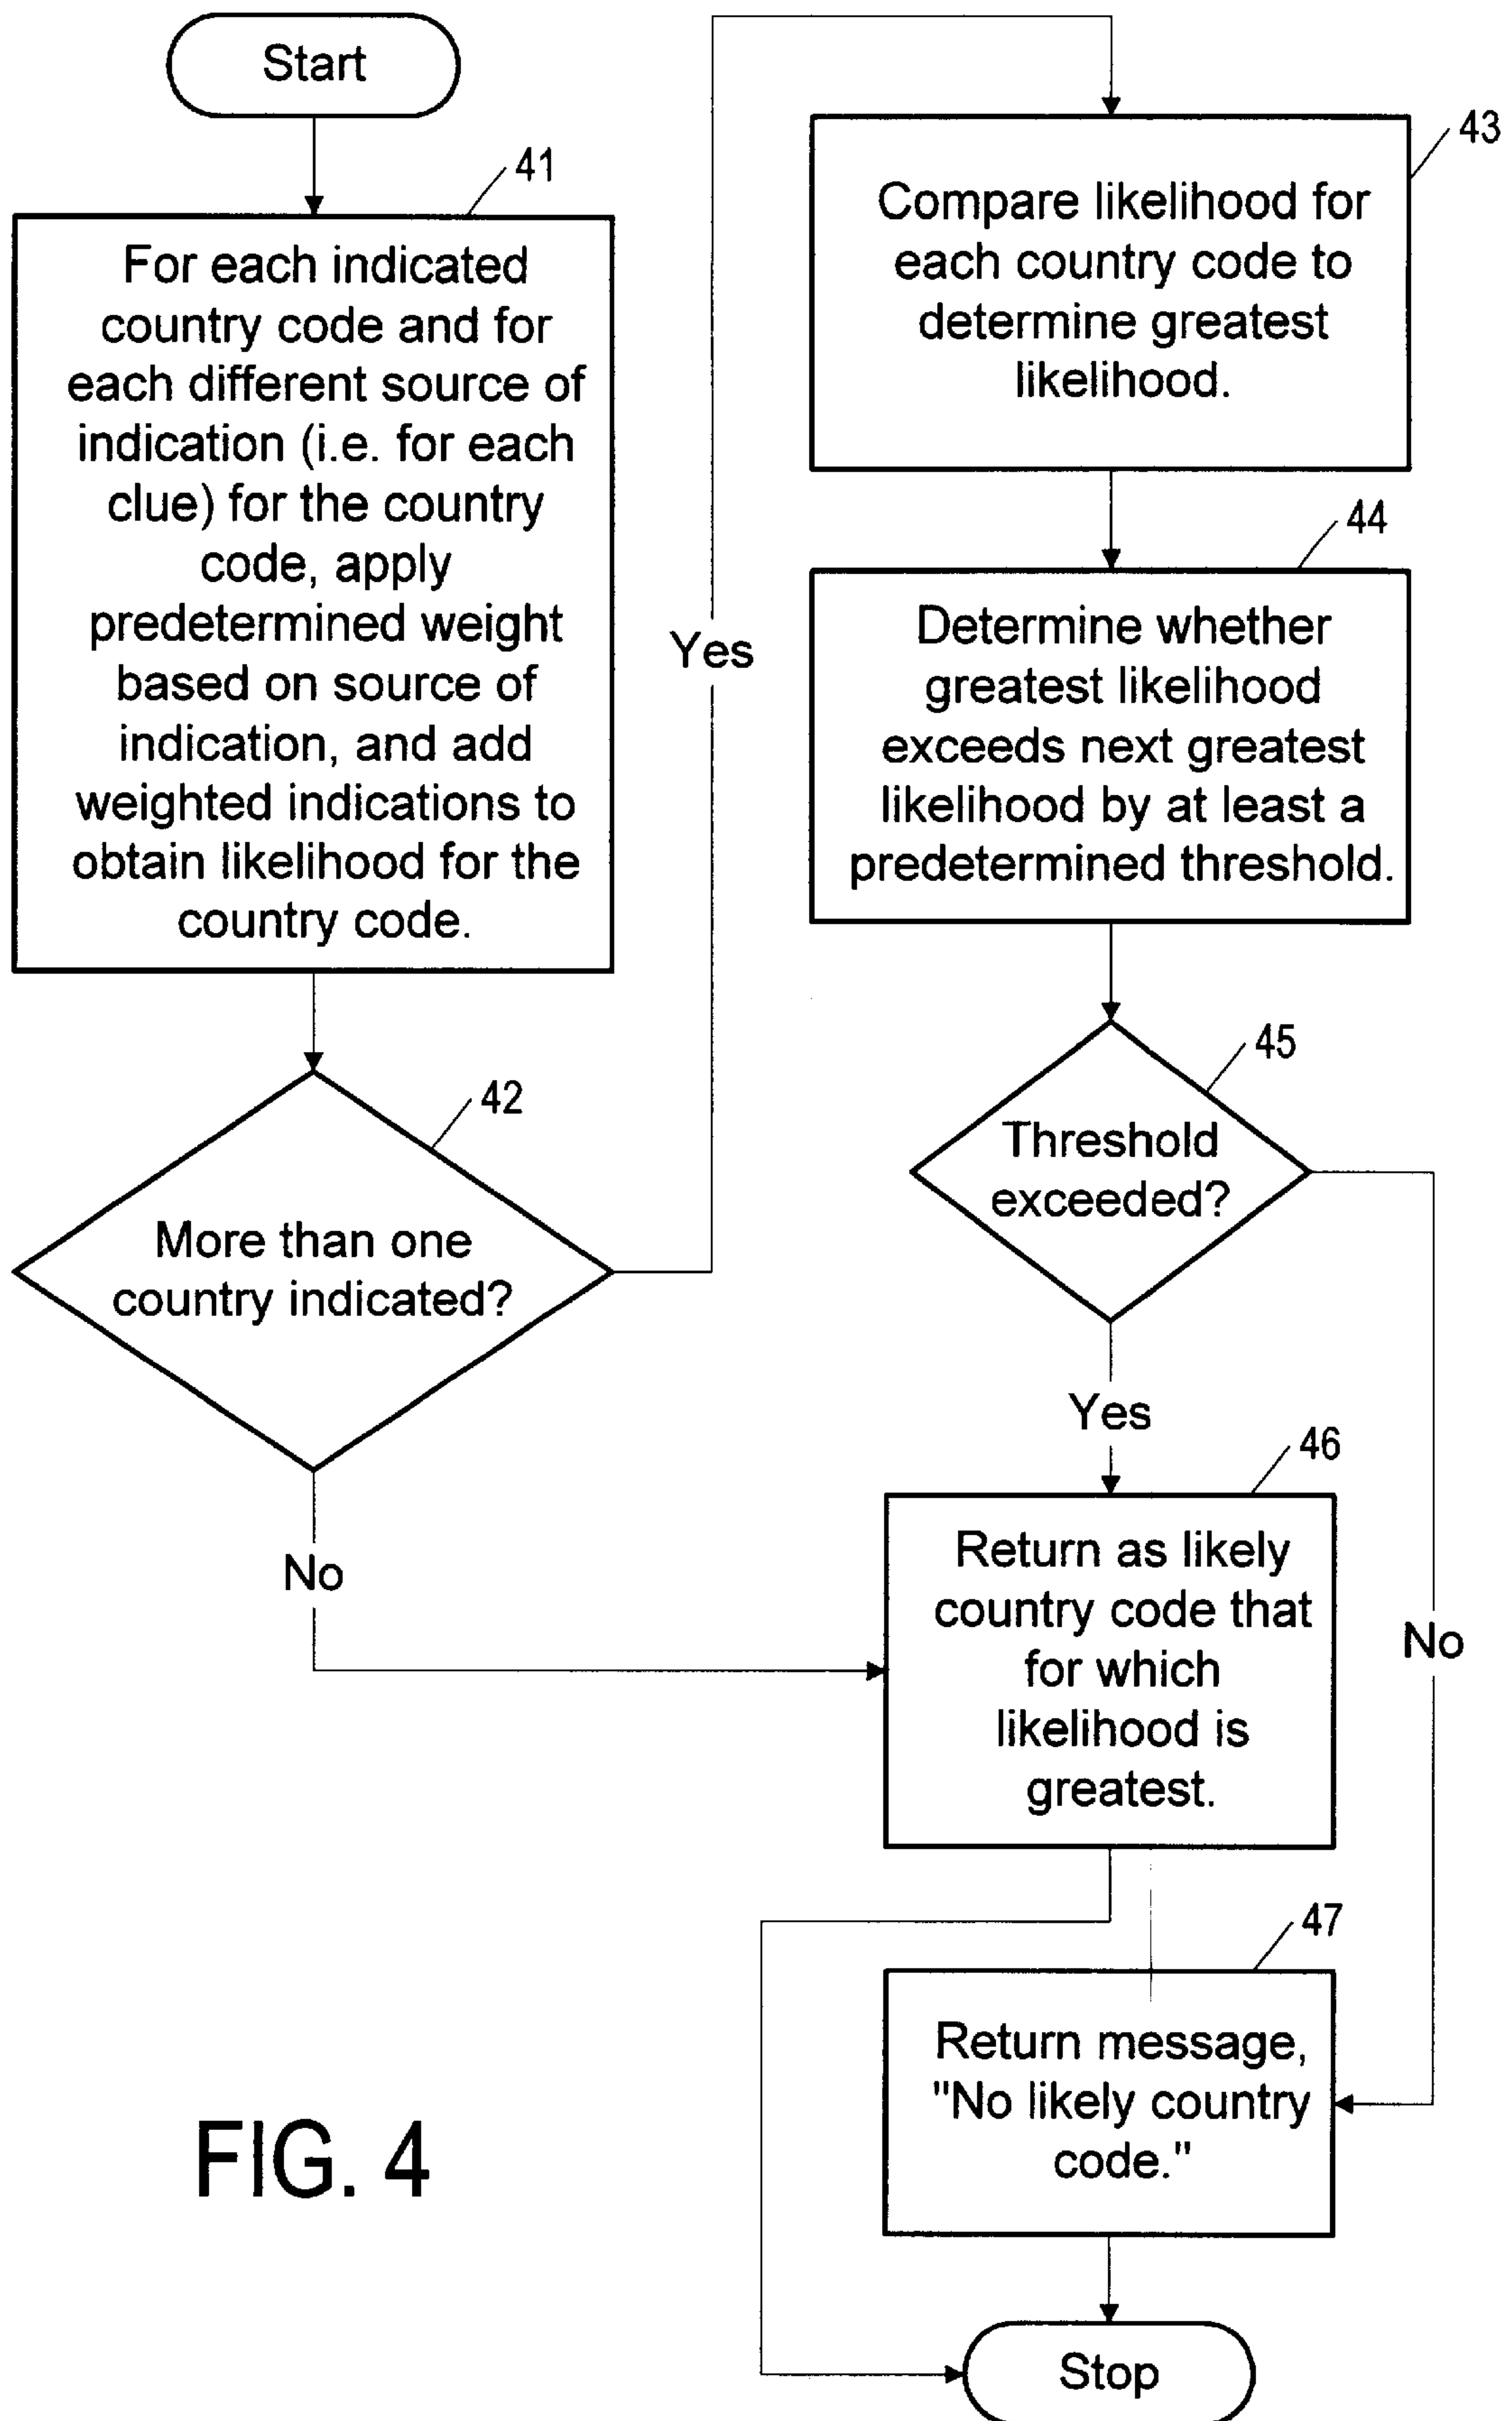 Start
41
For each indicated
country code and for
each different source of
indication (i.e. for each
clue) for the country
code, apply
predetermined weight
based on source of
indication, and add
weighted indications to
obtain likelihood for the
country code.
42
More than one
country indicated?
Yes
No
43
Compare likelihood for
each country code to
determine greatest
likelihood.
44
Determine whether
greatest likelihood
exceeds next greatest
likelihood by at least a
predetermined threshold.
45
Threshold
exceeded?
Yes
No
46
Return as likely
country code that
for which
likelihood is
greatest.
47
Return message,
"No likely country
code."
Stop
FIG. 4